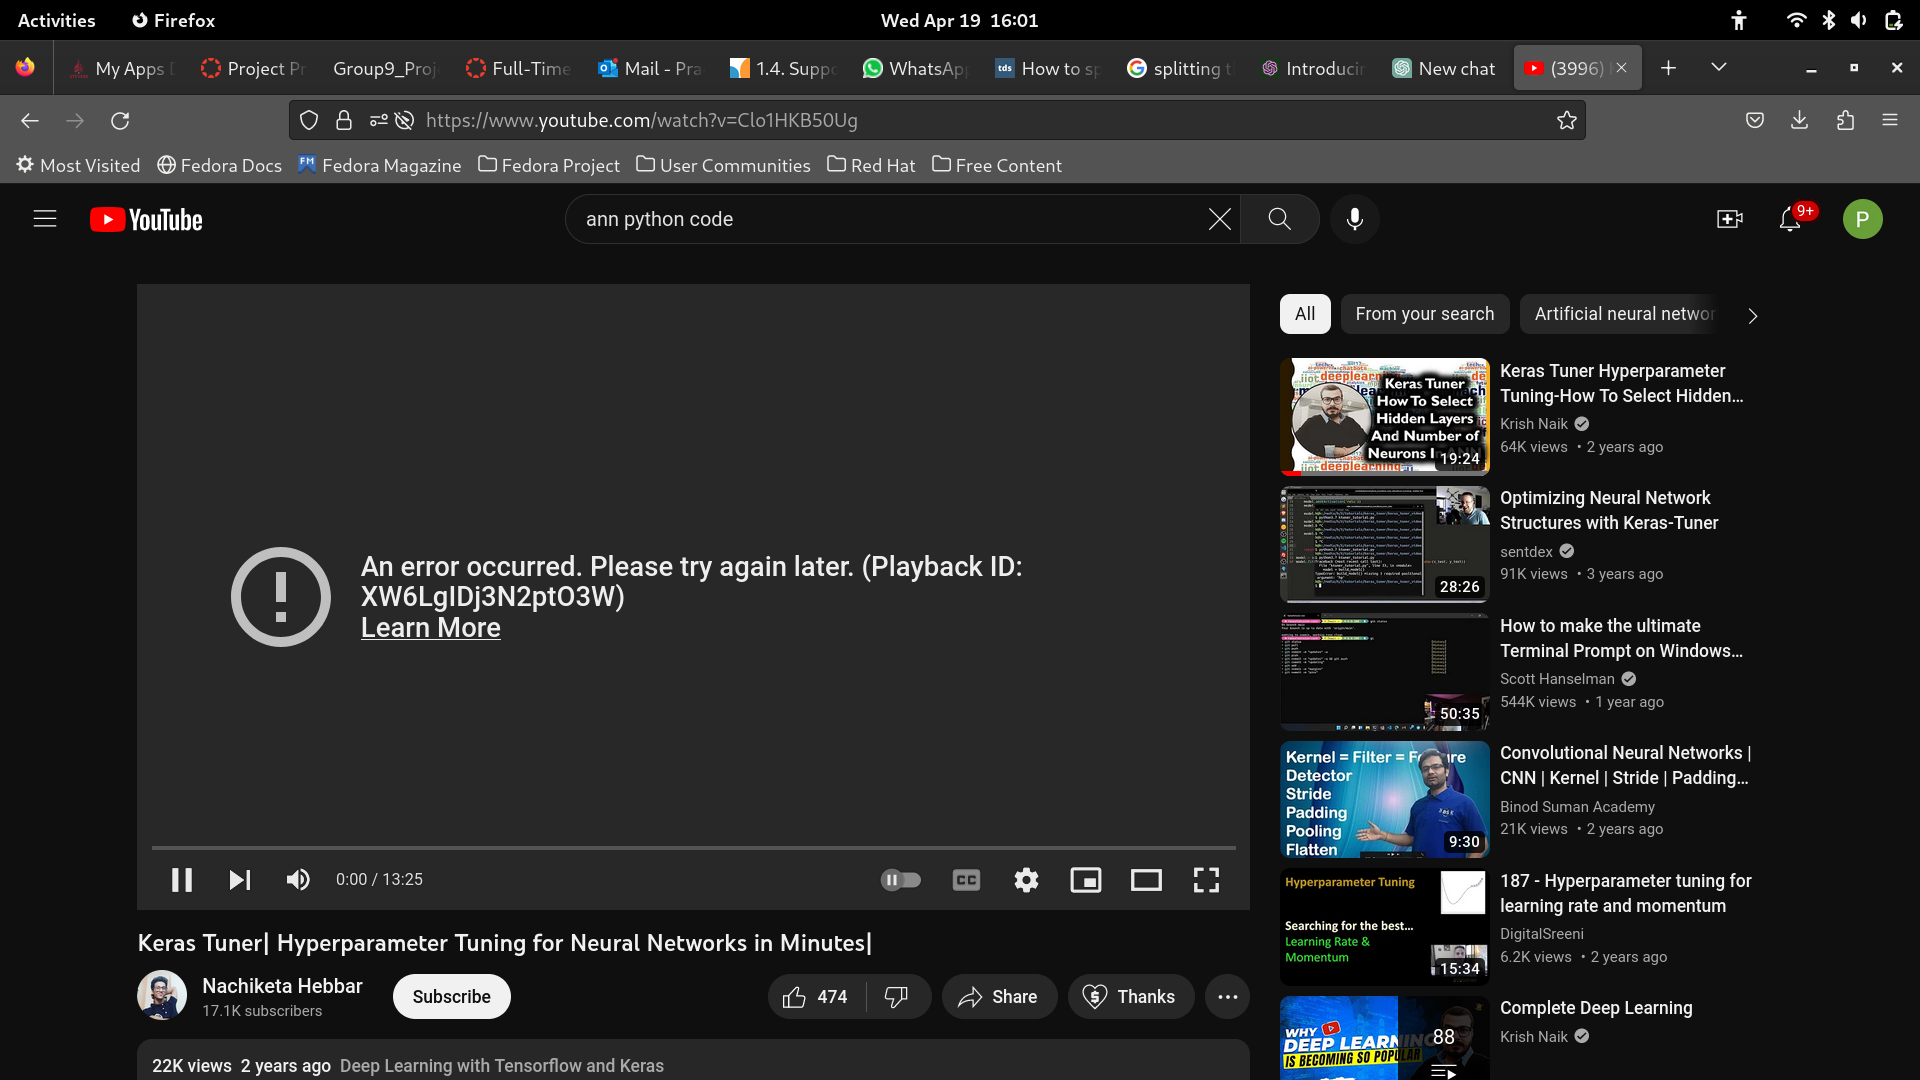 Activities
Firefox
Wed Apr 19 16:01
My Apps
Project Pr
Group9_Proj
Full-Time
Mail - Pra
1.4. Suppo
WhatsApp
tds How to sp
splitting t
Introducin
New chat
(3996)
https://www.youtube.com/watch?v=Clo1HKB50Ug
Most Visited
Fedora Docs
FM Fedora Magazine
Fedora Project
User Communities
Red Hat
Free Content
YouTube
ann python code
9+
P
An error occurred. Please try again later. (Playback ID:
XW6LgIDj3N2ptO3W)
Learn More
0:00 / 13:25
CC
Keras Tuner| Hyperparameter Tuning for Neural Networks in Minutes|
Nachiketa Hebbar
17.1K subscribers
Subscribe
474
Share
Thanks
22K views 2 years ago Deep Learning with Tensorflow and Keras
All
From your search
Artificial neural networ
Keras Tuner
How To Select
Hidden Layers
And Number of
Neurons I
19:24
Keras Tuner Hyperparameter
Tuning-How To Select Hidden...
Krish Naik
64K views • 2 years ago
28:26
Optimizing Neural Network
Structures with Keras-Tuner
sentdex
91K views • 3 years ago
50:35
How to make the ultimate
Terminal Prompt on Windows...
Scott Hanselman
544K views • 1 year ago
Kernel = Filter = Feature
Detector
Stride
Padding
Pooling
Flatten
9:30
Convolutional Neural Networks |
CNN | Kernel | Stride | Padding...
Binod Suman Academy
21K views • 2 years ago
Hyperparameter Tuning
Searching for the best...
Learning Rate &
Momentum
15:34
187 - Hyperparameter tuning for
learning rate and momentum
DigitalSreeni
6.2K views • 2 years ago
WHY
DEEP LEARNING
IS BECOMING SO POPULAR
88
Complete Deep Learning
Krish Naik